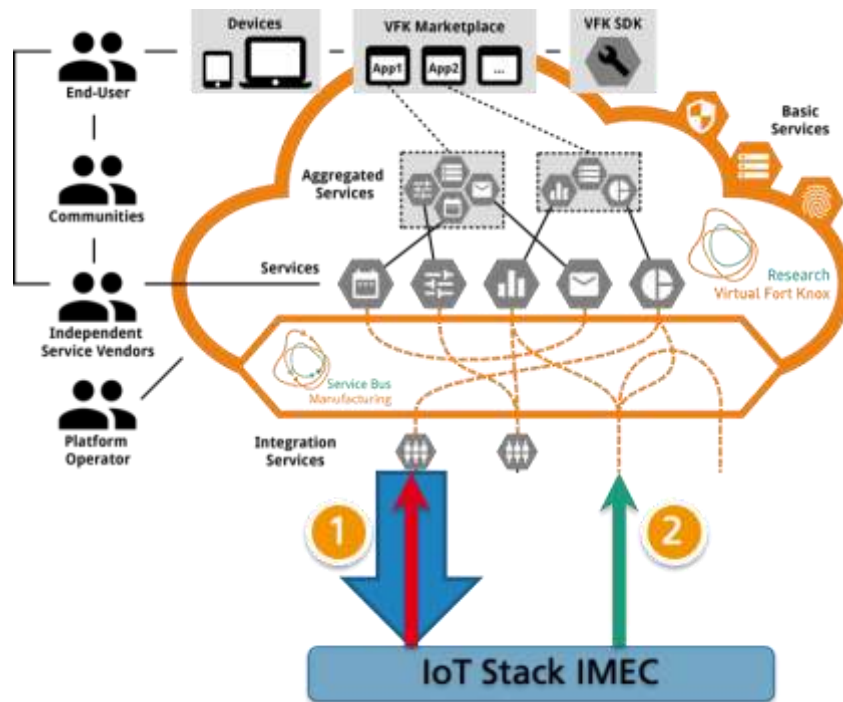 Devices
VFK Marketplace
VFK SDK
App1
App2
...
End-User
Basic
Services
Aggregated
Services
Communities
Services
Research
Virtual Fort Knox
Independent
Service Vendors
Service Bus
Manufacturing
Platform
Operator
Integration
Services
1
2
IoT Stack IMEC